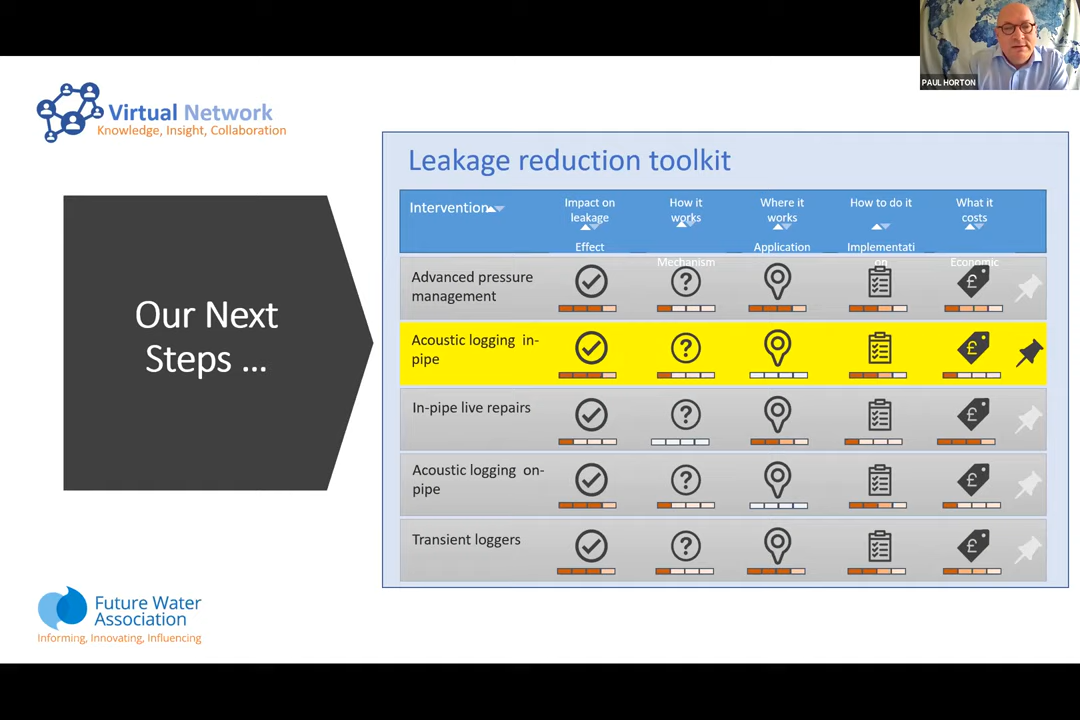 PAUL HORTON
Virtual Network
Knowledge, Insight, Collaboration
Our Next
Steps ...
Leakage reduction toolkit
Intervention
Impact on
leakage
Effect
How it
works
Mechanism
Where it
works
Application
How to do it
Implementati
on
What it
costs
Economic
Advanced pressure
management
? £
Acoustic logging in-
pipe
? £
In-pipe live repairs
? £
Acoustic logging on-
pipe
? £
Transient loggers
? £
Future Water
Association
Informing, Innovating, Influencing